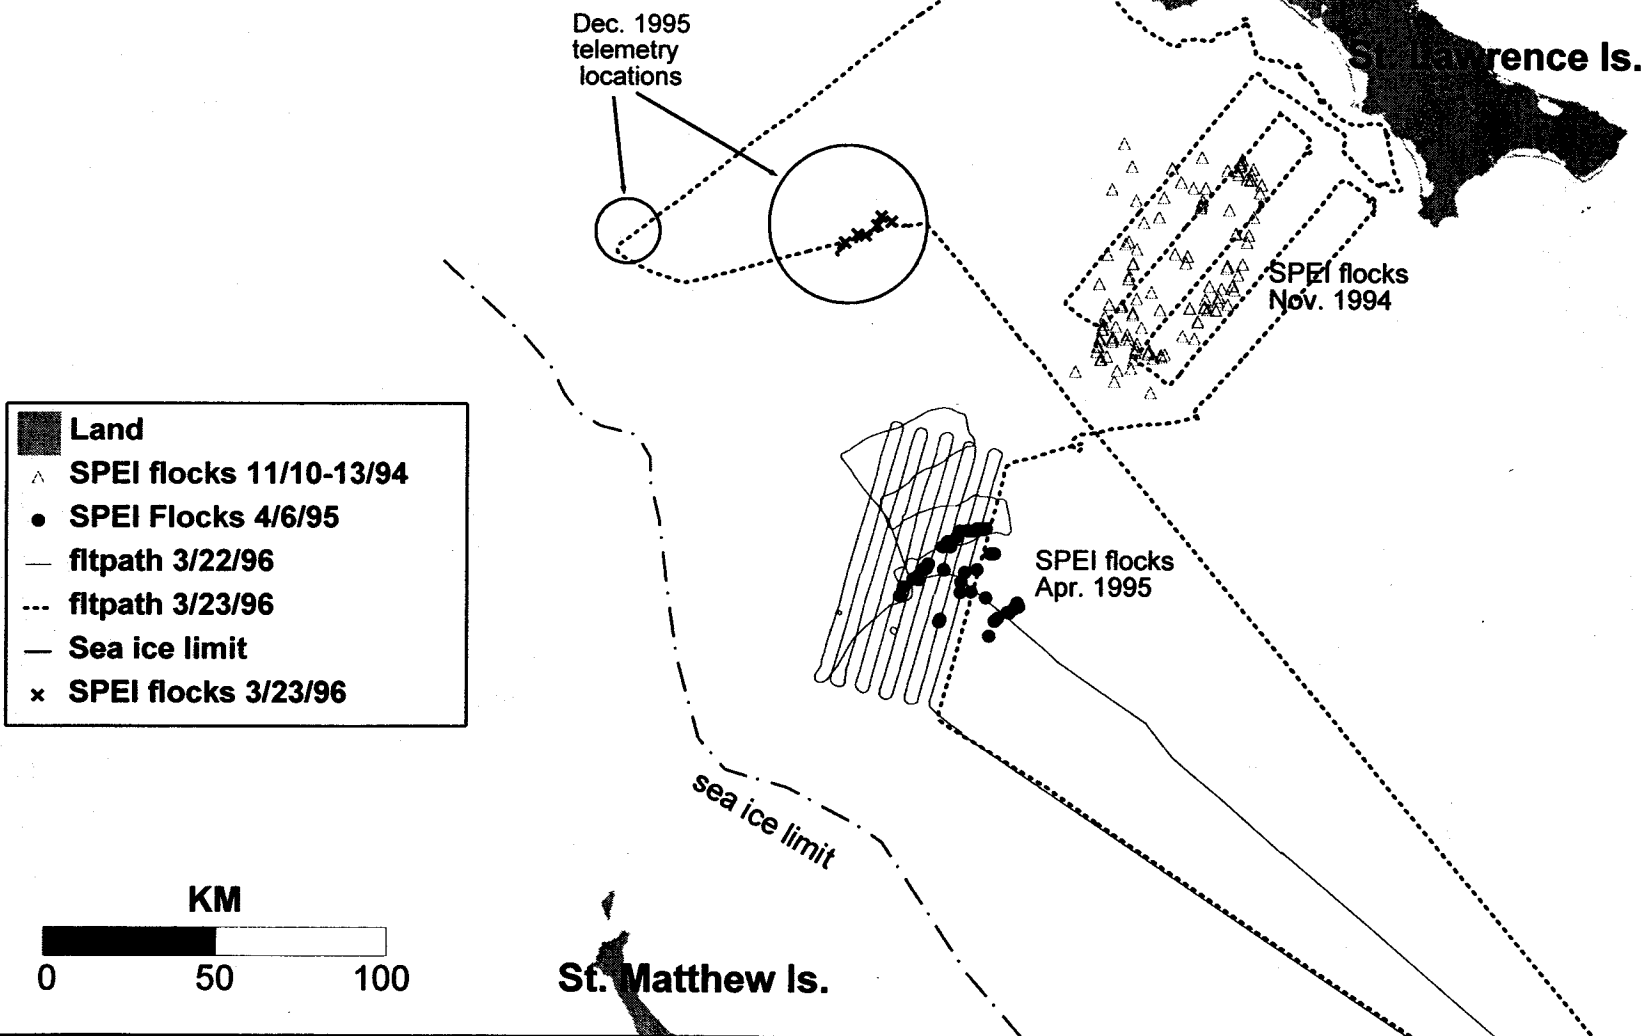 Dec. 1995
telemetry
locations
St. Lawrence Is.
SPEI flocks
Nov. 1994
Land
SPEI flocks 11/10-13/94
SPEI Flocks 4/6/95
fltpath 3/22/96
fltpath 3/23/96
Sea ice limit
SPEI flocks 3/23/96
SPEI flocks
Apr. 1995
sea ice limit
KM
0 50 100
St. Matthew Is.